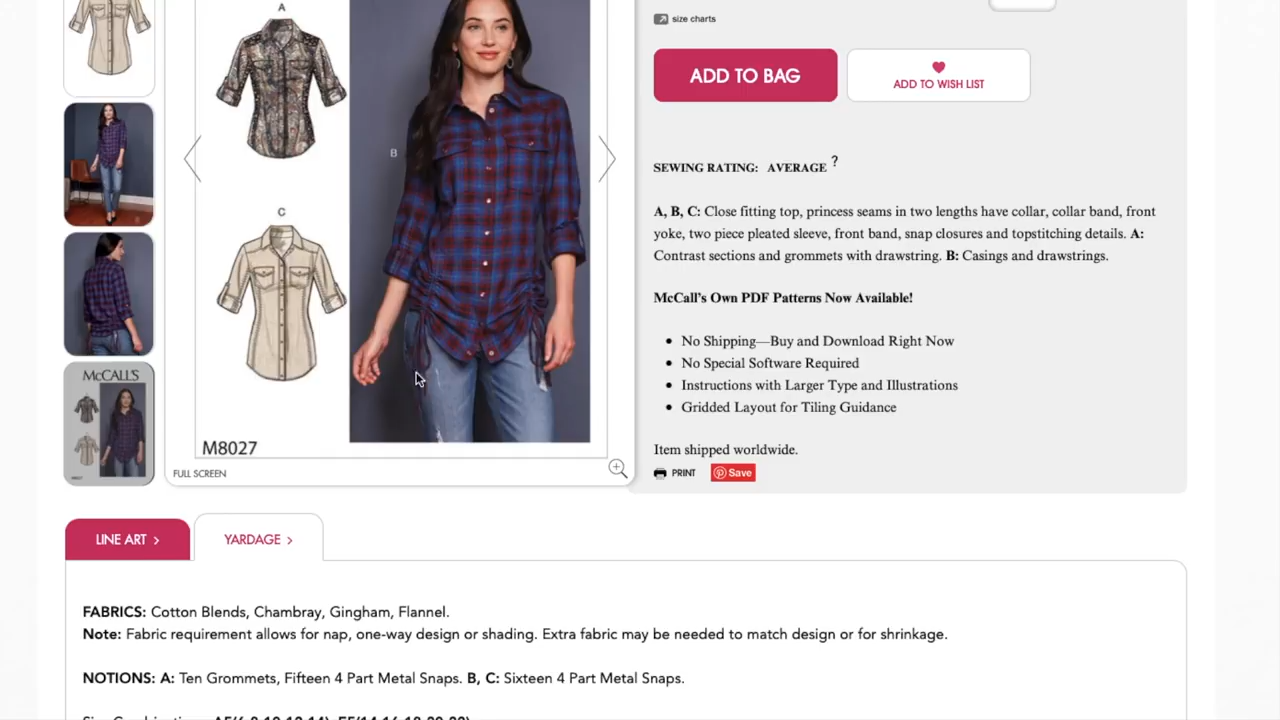 size charts
ADD TO BAG
ADD TO WISH LIST
SEWING RATING: AVERAGE ?
A, B, C: Close fitting top, princess seams in two lengths have collar, collar band, front
yoke, two piece pleated sleeve, front band, snap closures and topstitching details. A:
Contrast sections and grommets with drawstring. B: Casings and drawstrings.
McCall's Own PDF Patterns Now Available!
No Shipping—Buy and Download Right Now
No Special Software Required
Instructions with Larger Type and Illustrations
Gridded Layout for Tiling Guidance
Item shipped worldwide.
PRINT
Save
A
B
C
M8027
FULL SCREEN
McCALL'S
LINE ART >
YARDAGE >
FABRICS: Cotton Blends, Chambray, Gingham, Flannel.
Note: Fabric requirement allows for nap, one-way design or shading. Extra fabric may be needed to match design or for shrinkage.
NOTIONS: A: Ten Grommets, Fifteen 4 Part Metal Snaps. B, C: Sixteen 4 Part Metal Snaps.